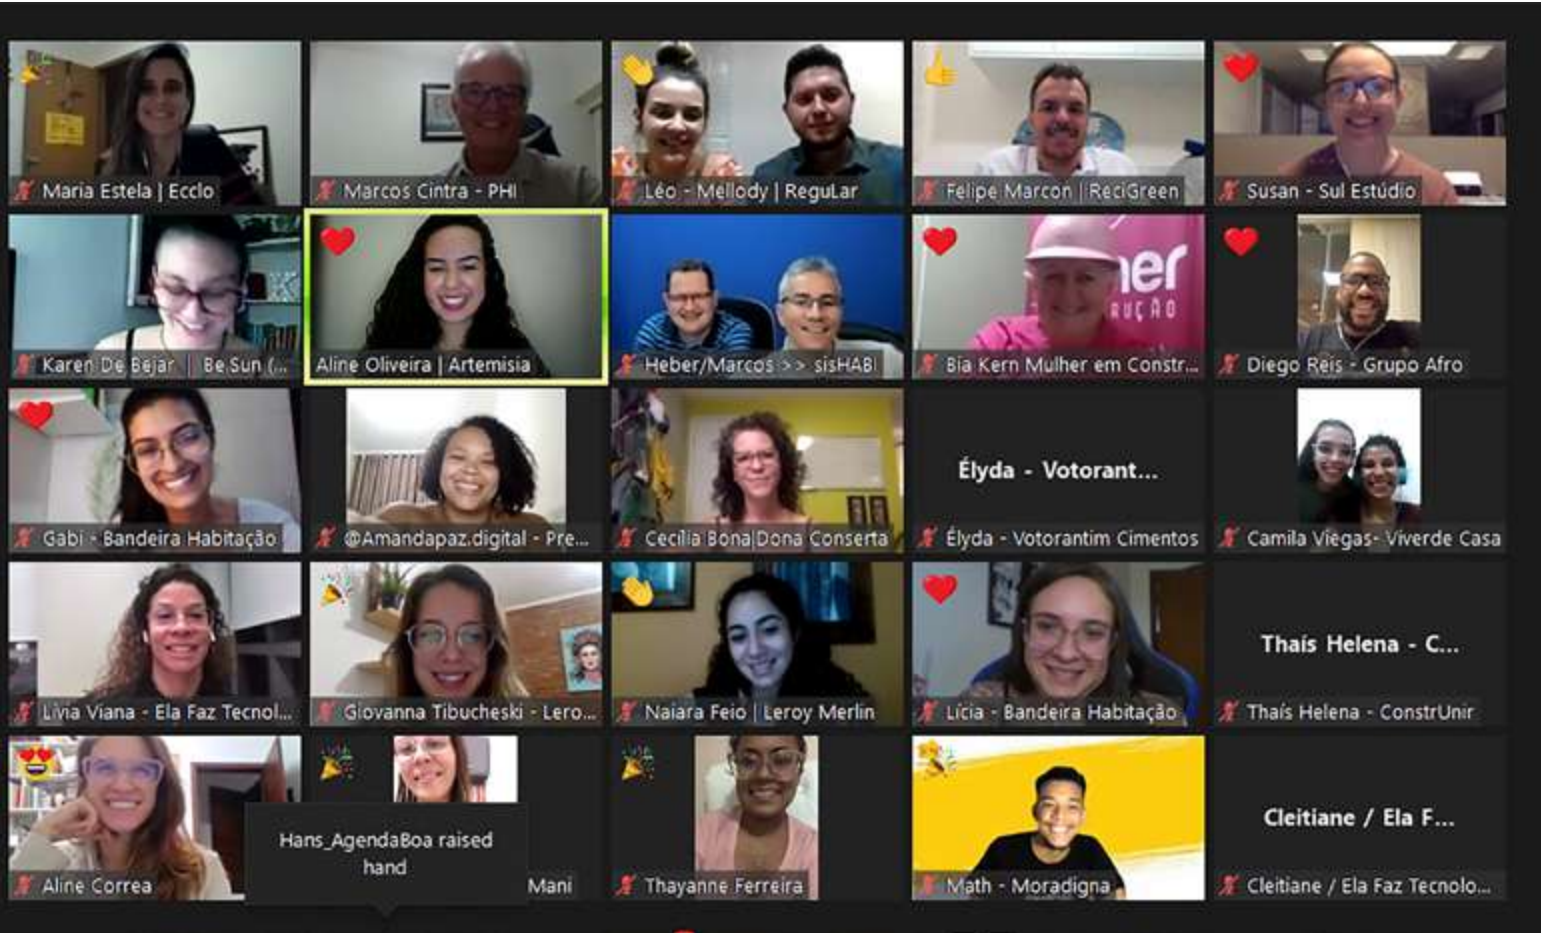 Maria Estela | Ecclo
Marcos Cintra - PHI
Léo - Mellody | ReguLar
Felipe Marcon | ReciGreen
Susan - Sul Estúdio
Karen De Bejar | Be.Sun (...
Aline Oliveira | Artemisia
Heber/Marcos >> sisHABI
ner
RUÇÃO
Bia Kern Mulher em Constr...
Diego Reis - Grupo Afro
Gabi - Bandeira Habitação
@Amandapaz.digital - Pre...
Cecília Bona|Dona Conserta
Élyda - Votorant...
Élyda - Votorantim Cimentos
Camila Viegas- Viverde Casa
Lívia Viana - Ela Faz Tecnol...
Giovanna Tibucheski - Lero...
Naiara Feio | Leroy Merlin
Lícia - Bandeira Habitação
Thaís Helena - C...
Thaís Helena - ConstrUnir
Aline Correa
Hans_AgendaBoa raised
hand
Mani
Thayanne Ferreira
Math - Moradigna
Cleitiane / Ela F...
Cleitiane / Ela Faz Tecnolo...